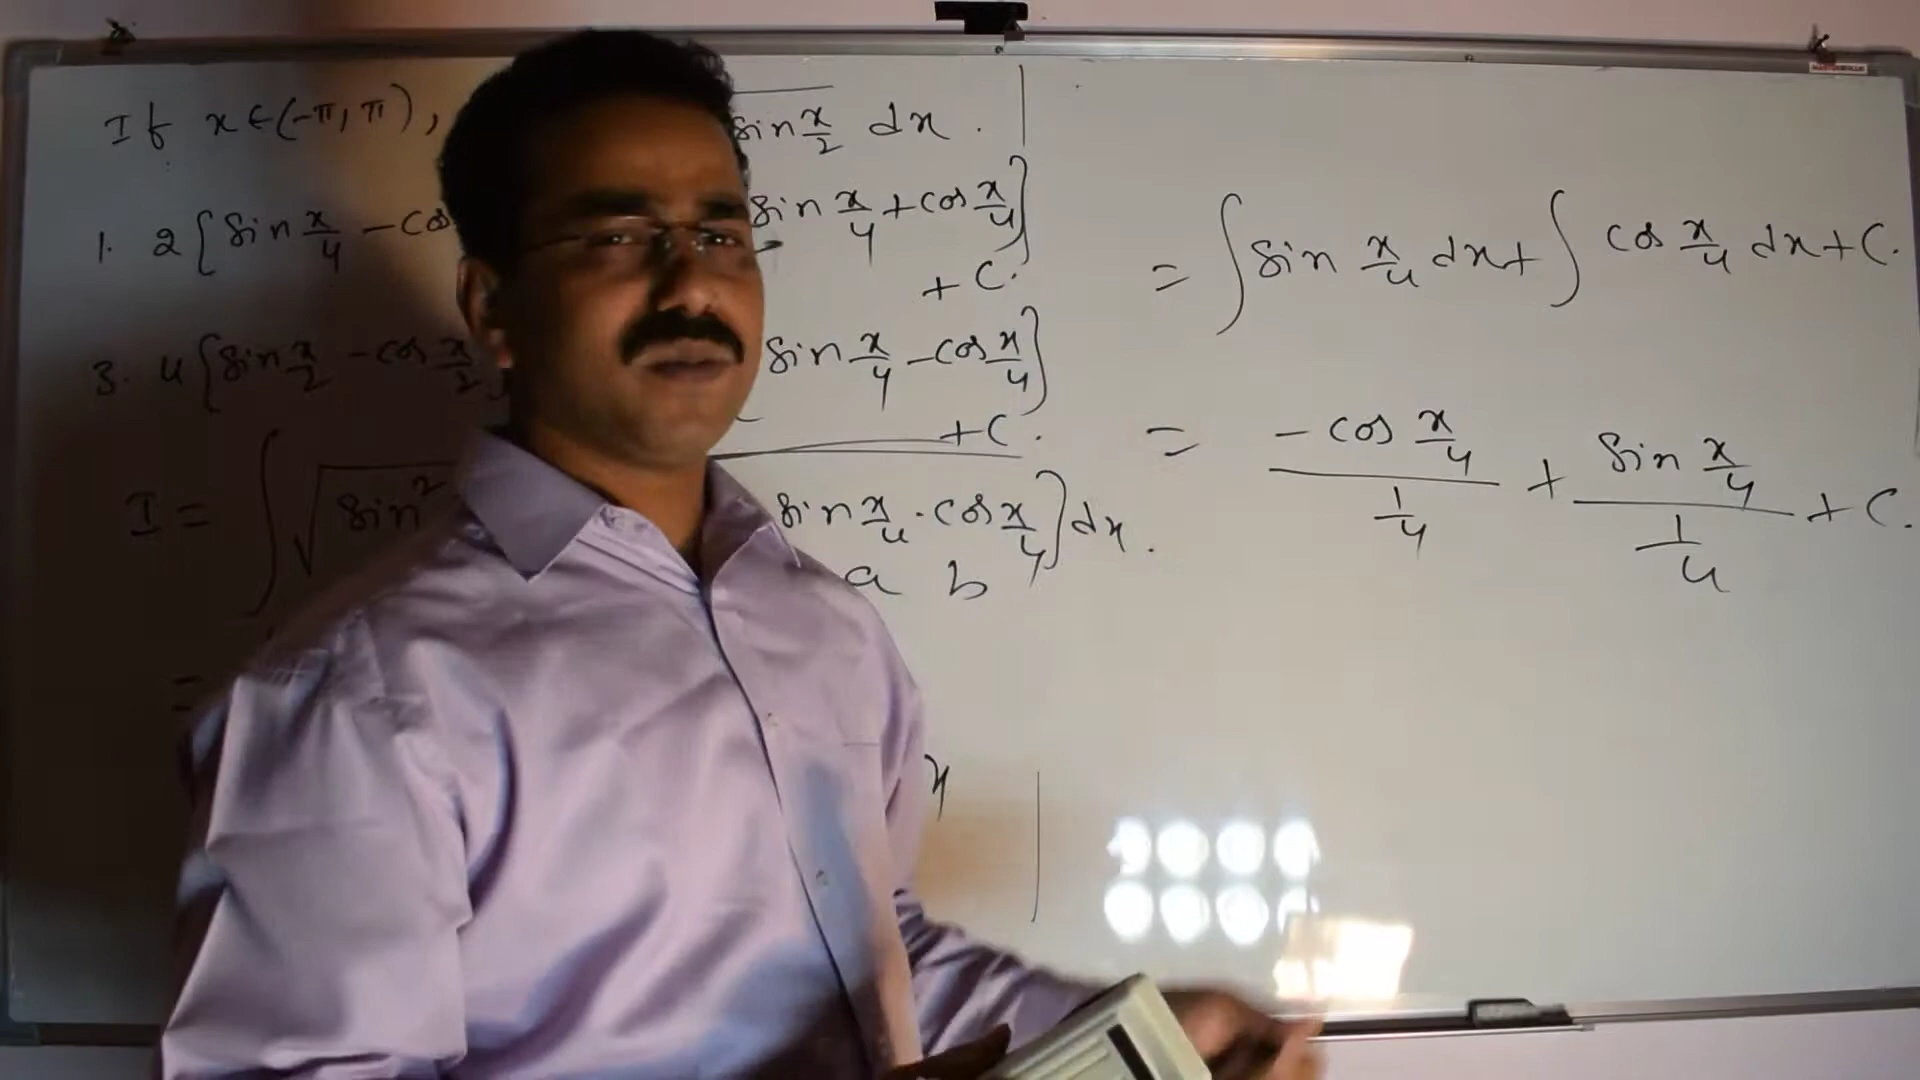 If x ∈ (-π, π), sin x/2 dx.
1. 2 { sin x/4 - cos sin x/4 + cos x/4 }
+ C.
3. 4 { sin x/2 - cos x/2 } sin x/4 - cos x/4 }
+ C.
I = ∫ √ sin² sin x/4 · cos x/4 } dx.
a b
=
x
= ∫ sin x/4 dx + ∫ cos x/4 dx + C.
= - cos x/4 / 1/4 + sin x/4 / 1/4 + C.